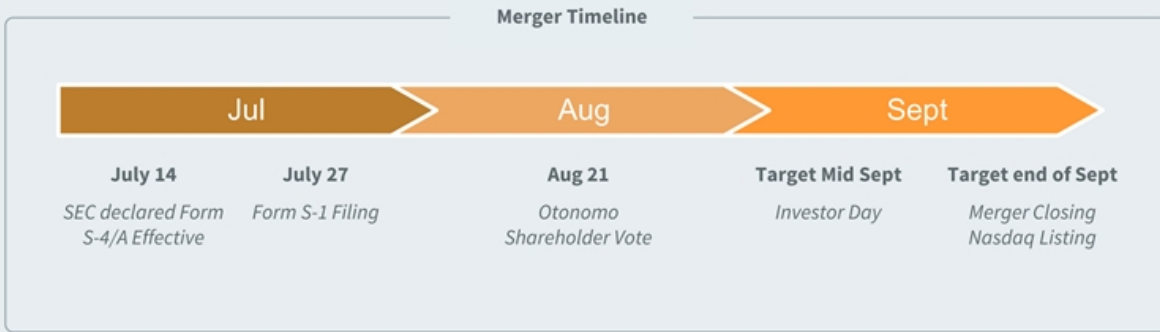 Merger Timeline
Jul
Aug
Sept
July 14
SEC declared Form
S-4/A Effective
July 27
Form S-1 Filing
Aug 21
Otonomo
Shareholder Vote
Target Mid Sept
Investor Day
Target end of Sept
Merger Closing
Nasdaq Listing